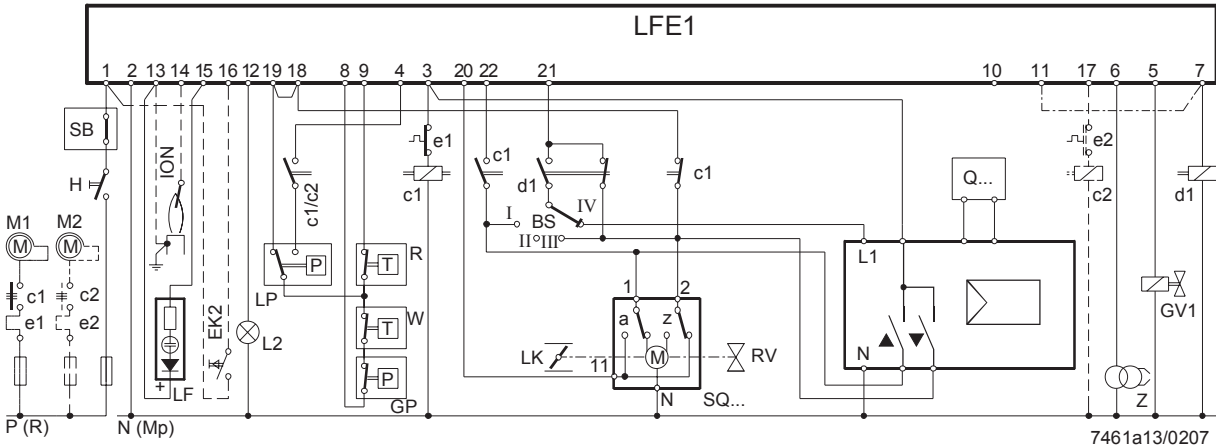 LFE1
1 2 13 14 15 16 12 19 18 8 9 4 3 20 22 21 10 11 17 6 5 7
SB
H
ION
c1/c2
e1
c1
c1
d1
c1
Q...
e2
c2
d1
I BS IV
II III
M1 M2
M M
c1 c2
e1 e2
EK2
LP
P
R
T
W
T
P
GP
L1
N
GV1
L2
+ LF
LK
1 2
a z
M
11
N
RV
SQ...
Z
P (R) N (Mp)
7461a13/0207